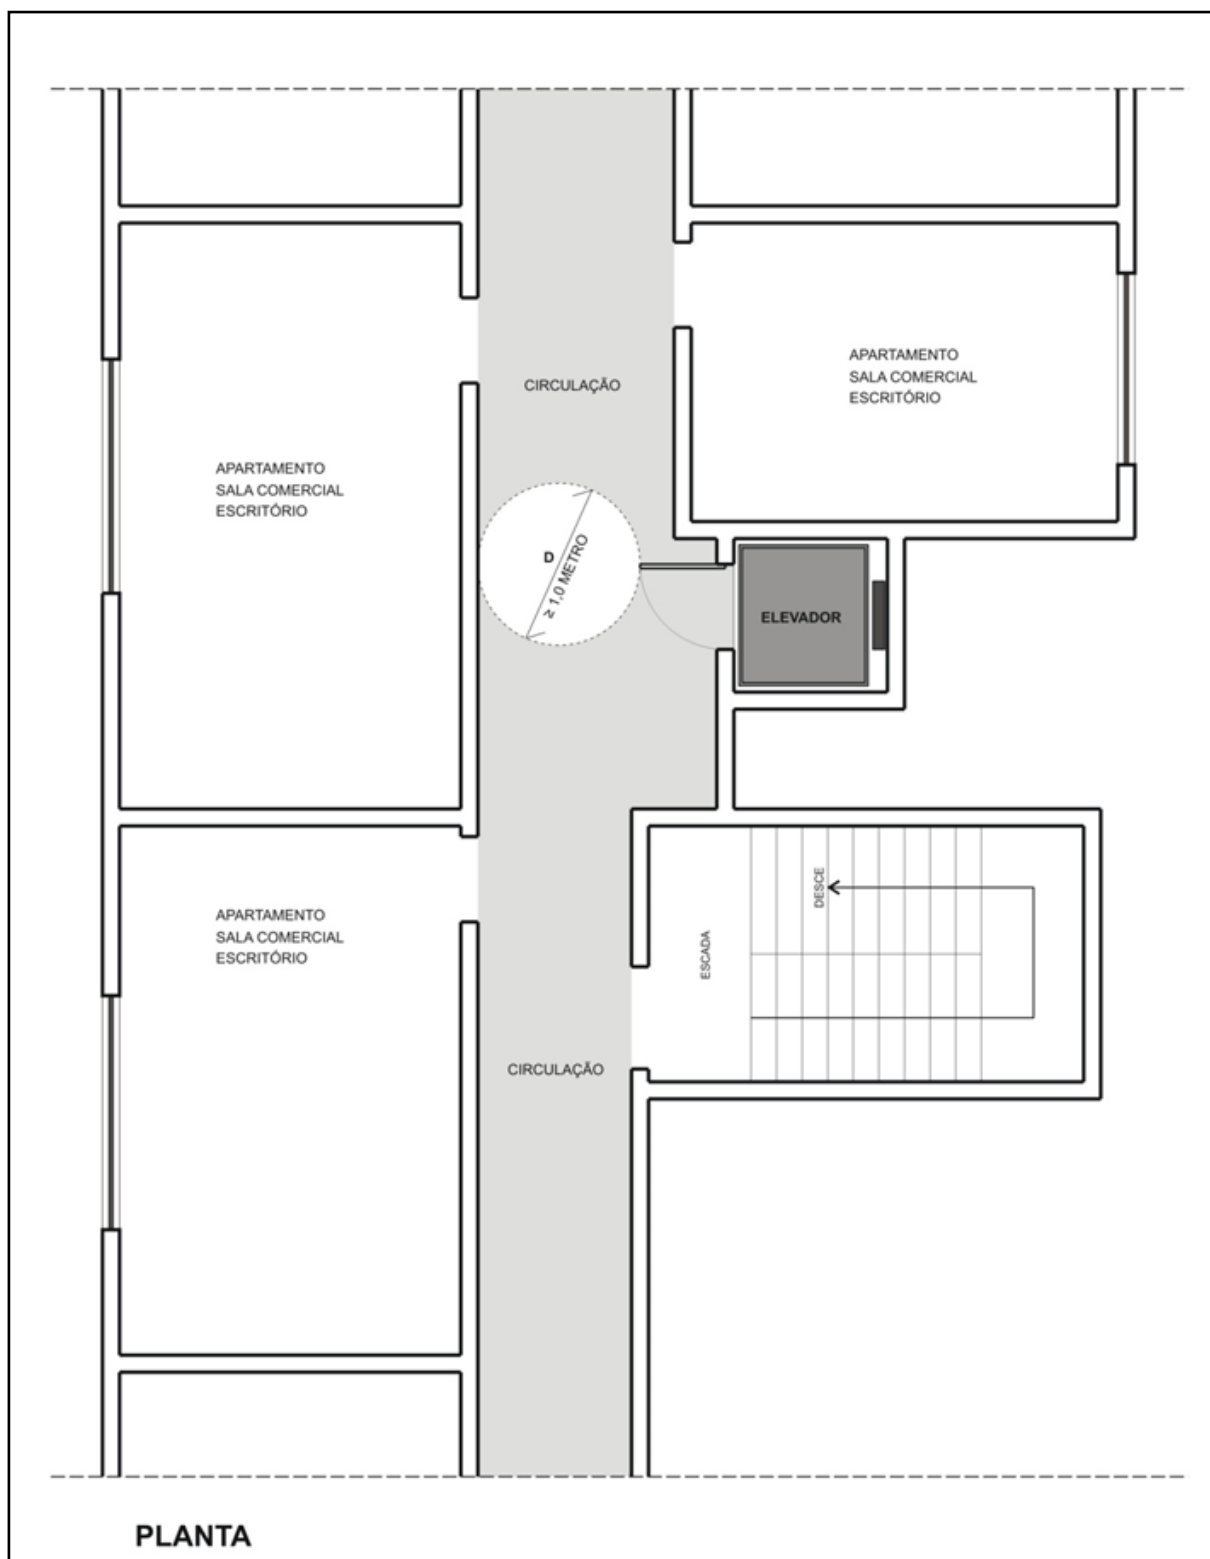 CIRCULAÇÃO
APARTAMENTO
SALA COMERCIAL
ESCRITÓRIO
APARTAMENTO
SALA COMERCIAL
ESCRITÓRIO
D
≥ 1,0 METRO
ELEVADOR
DESCE
ESCADA
APARTAMENTO
SALA COMERCIAL
ESCRITÓRIO
CIRCULAÇÃO
PLANTA